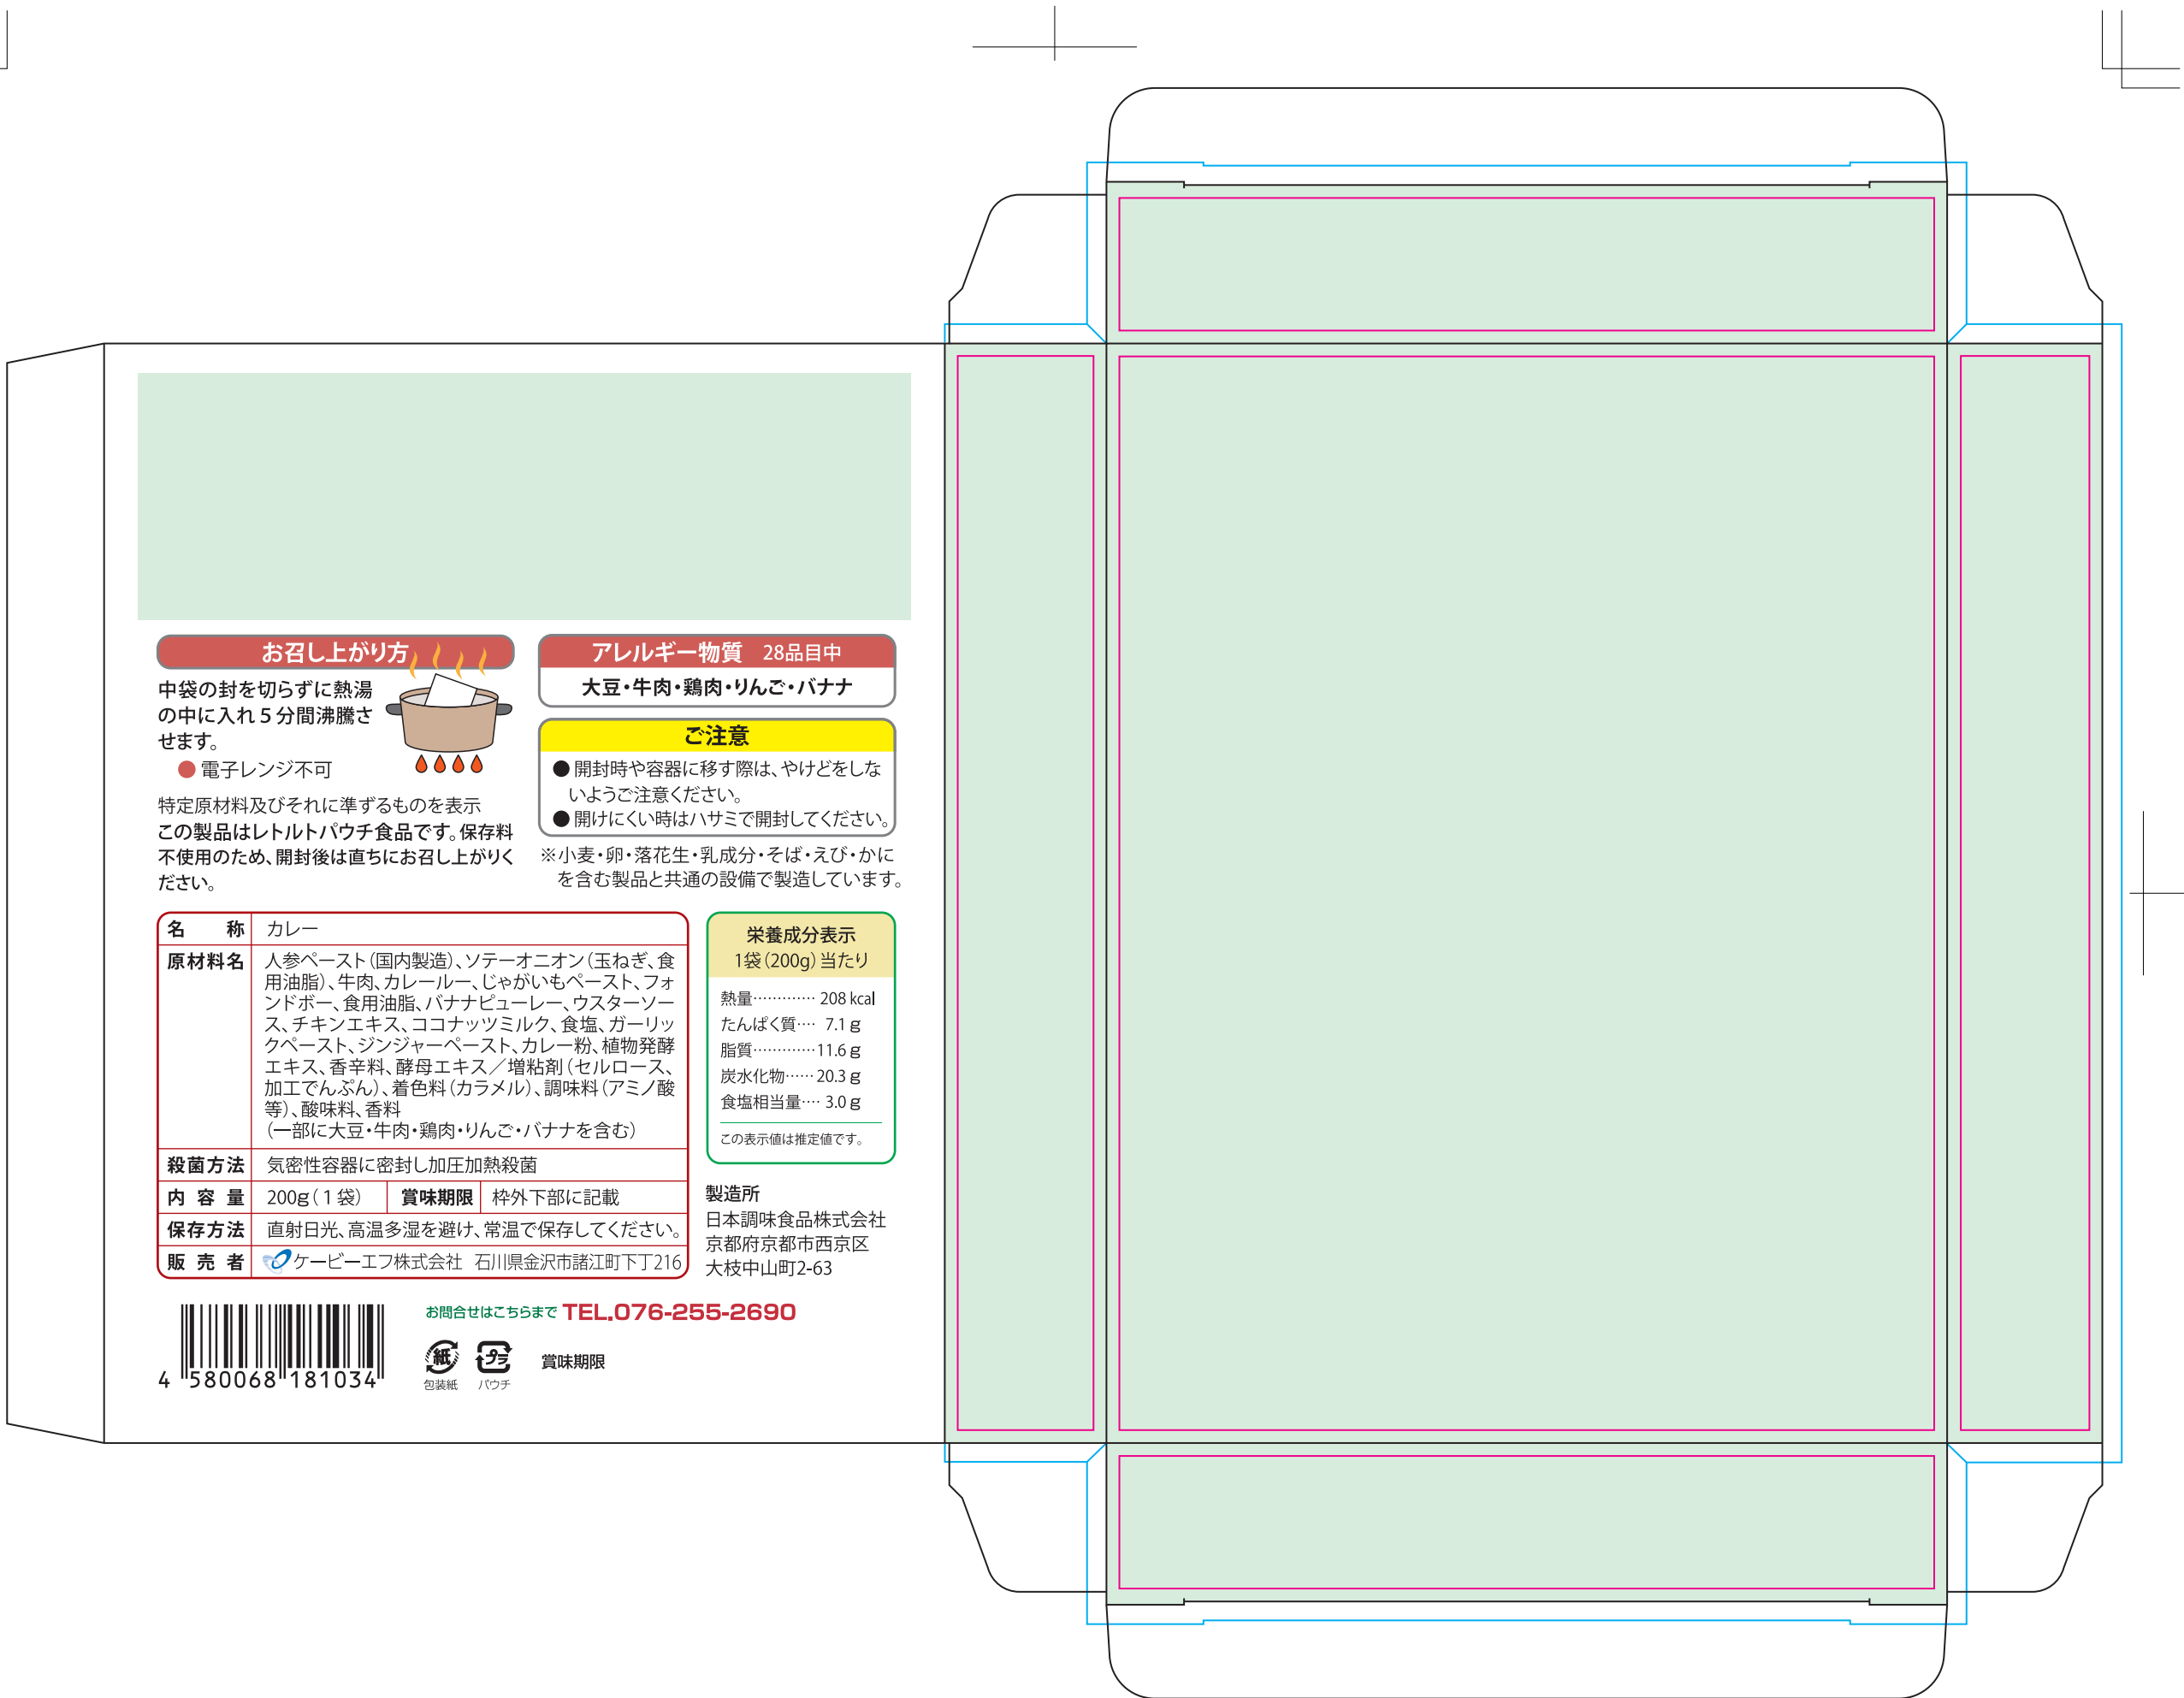 お召し上がり方
中袋の封を切らずに熱湯
の中に入れ 5 分間沸騰さ
せます。
● 電子レンジ不可
特定原材料及びそれに準ずるものを表示
この製品はレトルトパウチ食品です。保存料
不使用のため、開封後は直ちにお召し上がりく
ださい。
アレルギー物質 28品目中
大豆・牛肉・鶏肉・りんご・バナナ
ご注意
● 開封時や容器に移す際は、やけどをしな
いようご注意ください。
● 開けにくい時はハサミで開封してください。
※小麦・卵・落花生・乳成分・そば・えび・かに
を含む製品と共通の設備で製造しています。
名 称 カレー
原材料名 人参ペースト（国内製造）、ソテーオニオン（玉ねぎ、食
用油脂）、牛肉、カレールー、じゃがいもペースト、フォ
ンドボー、食用油脂、バナナピューレー、ウスターソー
ス、チキンエキス、ココナッツミルク、食塩、ガーリッ
クペースト、ジンジャーペースト、カレー粉、植物発酵
エキス、香辛料、酵母エキス／増粘剤（セルロース、
加工でんぷん）、着色料（カラメル）、調味料（アミノ酸
等）、酸味料、香料
（一部に大豆・牛肉・鶏肉・りんご・バナナを含む）
殺菌方法 気密性容器に密封し加圧加熱殺菌
内 容 量 200g（1 袋） 賞味期限 枠外下部に記載
保存方法 直射日光、高温多湿を避け、常温で保存してください。
販 売 者 ケービーエフ株式会社 石川県金沢市諸江町下丁216
栄養成分表示
1袋（200g）当たり
熱量············· 208 kcal
たんぱく質···· 7.1 g
脂質·············11.6 g
炭水化物······ 20.3 g
食塩相当量···· 3.0 g
この表示値は推定値です。
製造所
日本調味食品株式会社
京都府京都市西京区
大枝中山町2-63
4 580068 181034
お問合せはこちらまで TEL.076-255-2690
紙 プラ 賞味期限
包装紙 パウチ